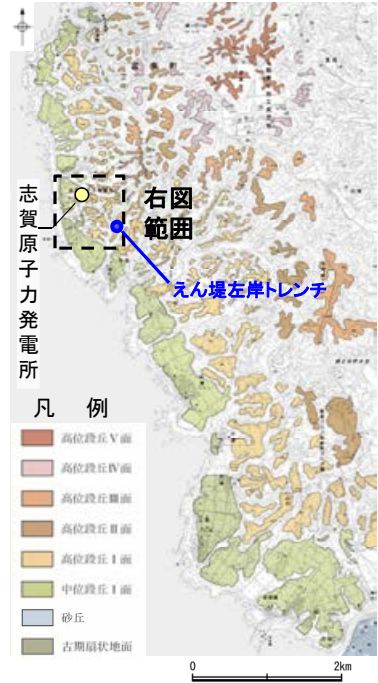 志賀原子力発電所
右図
範囲
えん堤左岸トレンチ
凡 例
高位段丘Ⅴ面
高位段丘Ⅳ面
高位段丘Ⅲ面
高位段丘Ⅱ面
高位段丘Ⅰ面
中位段丘Ⅰ面
砂丘
古期扇状地面
0 2km